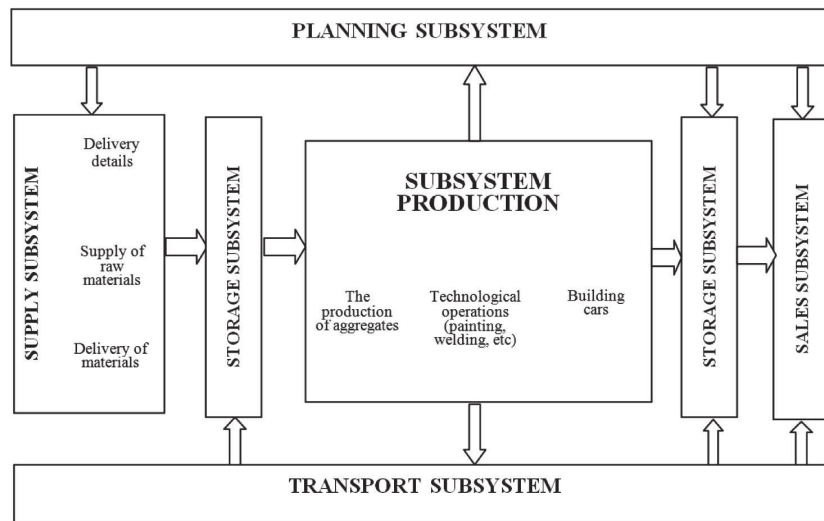 PLANNING SUBSYSTEM
SUPPLY SUBSYSTEM
Delivery
details
Supply of
raw
materials
Delivery of
materials
STORAGE SUBSYSTEM
SUBSYSTEM
PRODUCTION
The
production
of aggregates
Technological
operations
(painting,
welding, etc)
Building
cars
STORAGE SUBSYSTEM
SALES SUBSYSTEM
TRANSPORT SUBSYSTEM